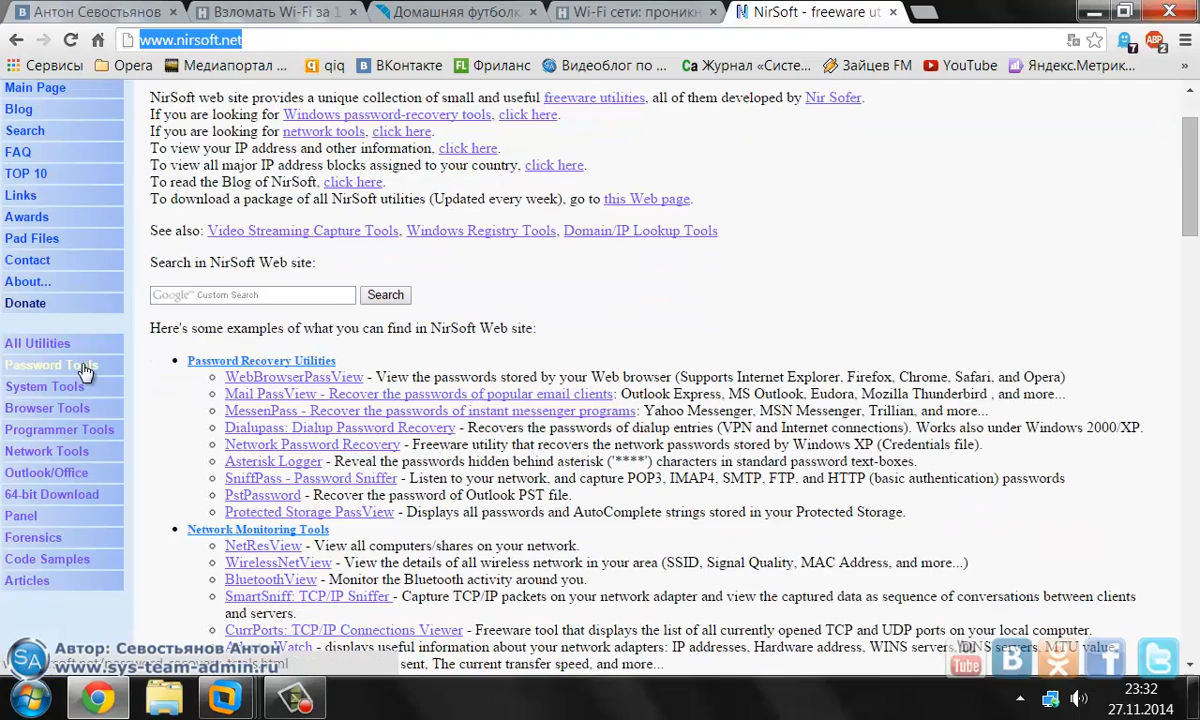 Антон Севостьянов
Взломать Wi-Fi за 1
Домашняя футболк
Wi-Fi сети: проникн
NirSoft - freeware ut
www.nirsoft.net
7
2
Сервисы
Opera
Медиапортал ...
qiq
ВКонтакте
Фриланс
Видеоблог по ...
Журнал «Систе...
Зайцев FM
YouTube
Яндекс.Метрик...
»
Main Page
Blog
Search
FAQ
TOP 10
Links
Awards
Pad Files
Contact
About...
Donate
All Utilities
Password Tools
System Tools
Browser Tools
Programmer Tools
Network Tools
Outlook/Office
64-bit Download
Panel
Forensics
Code Samples
Articles
NirSoft web site provides a unique collection of small and useful freeware utilities, all of them developed by Nir Sofer.
If you are looking for Windows password-recovery tools, click here.
If you are looking for network tools, click here.
To view your IP address and other information, click here.
To view all major IP address blocks assigned to your country, click here.
To read the Blog of NirSoft, click here.
To download a package of all NirSoft utilities (Updated every week), go to this Web page.
See also: Video Streaming Capture Tools, Windows Registry Tools, Domain/IP Lookup Tools
Search in NirSoft Web site:
Google™ Custom Search
Search
Here's some examples of what you can find in NirSoft Web site:
Password Recovery Utilities
WebBrowserPassView - View the passwords stored by your Web browser (Supports Internet Explorer, Firefox, Chrome, Safari, and Opera)
Mail PassView - Recover the passwords of popular email clients: Outlook Express, MS Outlook, Eudora, Mozilla Thunderbird , and more...
MessenPass - Recover the passwords of instant messenger programs: Yahoo Messenger, MSN Messenger, Trillian, and more...
Dialupass: Dialup Password Recovery - Recovers the passwords of dialup entries (VPN and Internet connections). Works also under Windows 2000/XP.
Network Password Recovery - Freeware utility that recovers the network passwords stored by Windows XP (Credentials file).
Asterisk Logger - Reveal the passwords hidden behind asterisk ('****') characters in standard password text-boxes.
SniffPass - Password Sniffer - Listen to your network, and capture POP3, IMAP4, SMTP, FTP, and HTTP (basic authentication) passwords
PstPassword - Recover the password of Outlook PST file.
Protected Storage PassView - Displays all passwords and AutoComplete strings stored in your Protected Storage.
Network Monitoring Tools
NetResView - View all computers/shares on your network.
WirelessNetView - View the details of all wireless network in your area (SSID, Signal Quality, MAC Address, and more...)
BluetoothView - Monitor the Bluetooth activity around you.
SmartSniff: TCP/IP Sniffer - Capture TCP/IP packets on your network adapter and view the captured data as sequence of conversations between clients
and servers.
CurrPorts: TCP/IP Connections Viewer - Freeware tool that displays the list of all currently opened TCP and UDP ports on your local computer.
Watch - displays useful information about your network adapters: IP addresses, Hardware address, WINS servers, DNS servers, MTU value,
sent, The current transfer speed, and more...
Автор: Севостьянов Антон
www.sys-team-admin.ru
SA
You Tube
23:32
27.11.2014